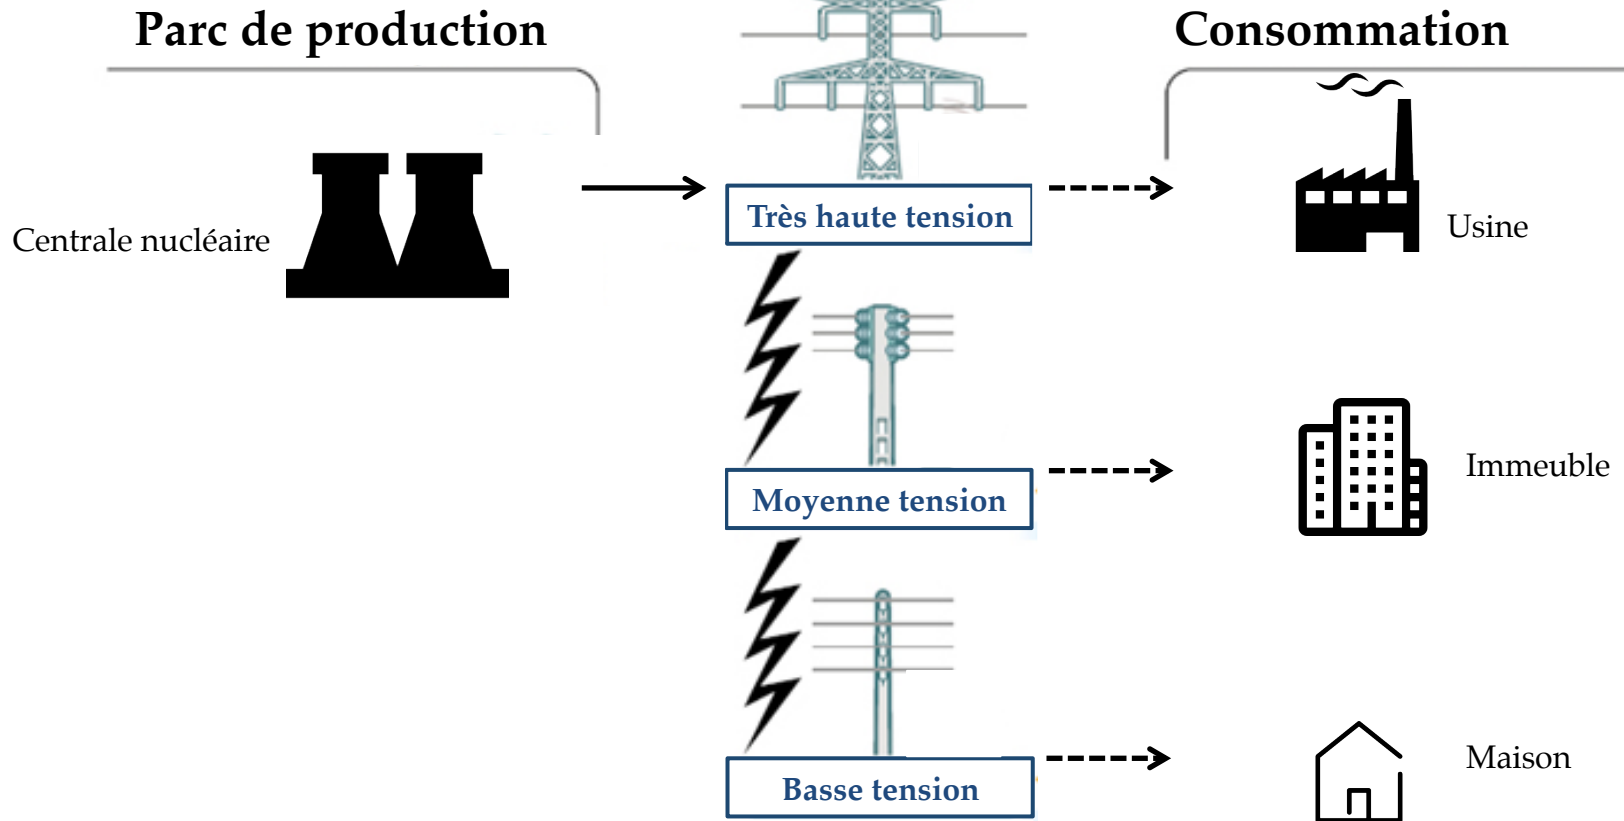 Parc de production
Consommation
Centrale nucléaire
Très haute tension
Usine
Moyenne tension
Immeuble
Basse tension
Maison